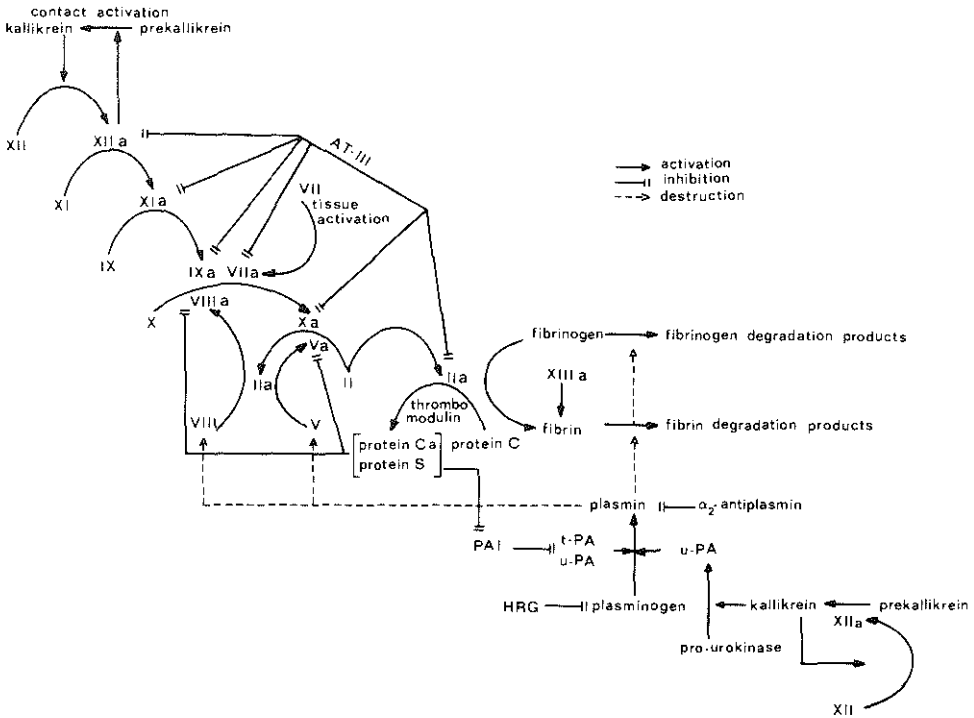 contact activation
kallikrein
prekallikrein
XII
XIIa
AT-III
XI
XIa
VII
tissue
activation
activation
inhibition
destruction
IX
IXa
VIIa
VIIIa
X
Xa
Va
IIa
II
IIa
VIII
V
thrombo
modulin
protein Ca
protein S
protein C
fibrinogen
fibrinogen degradation products
XIIIa
fibrin
fibrin degradation products
plasmin
α2-antiplasmin
PAI
t-PA
u-PA
u-PA
HRG
plasminogen
kallikrein
prekallikrein
XIIa
pro-urokinase
XII